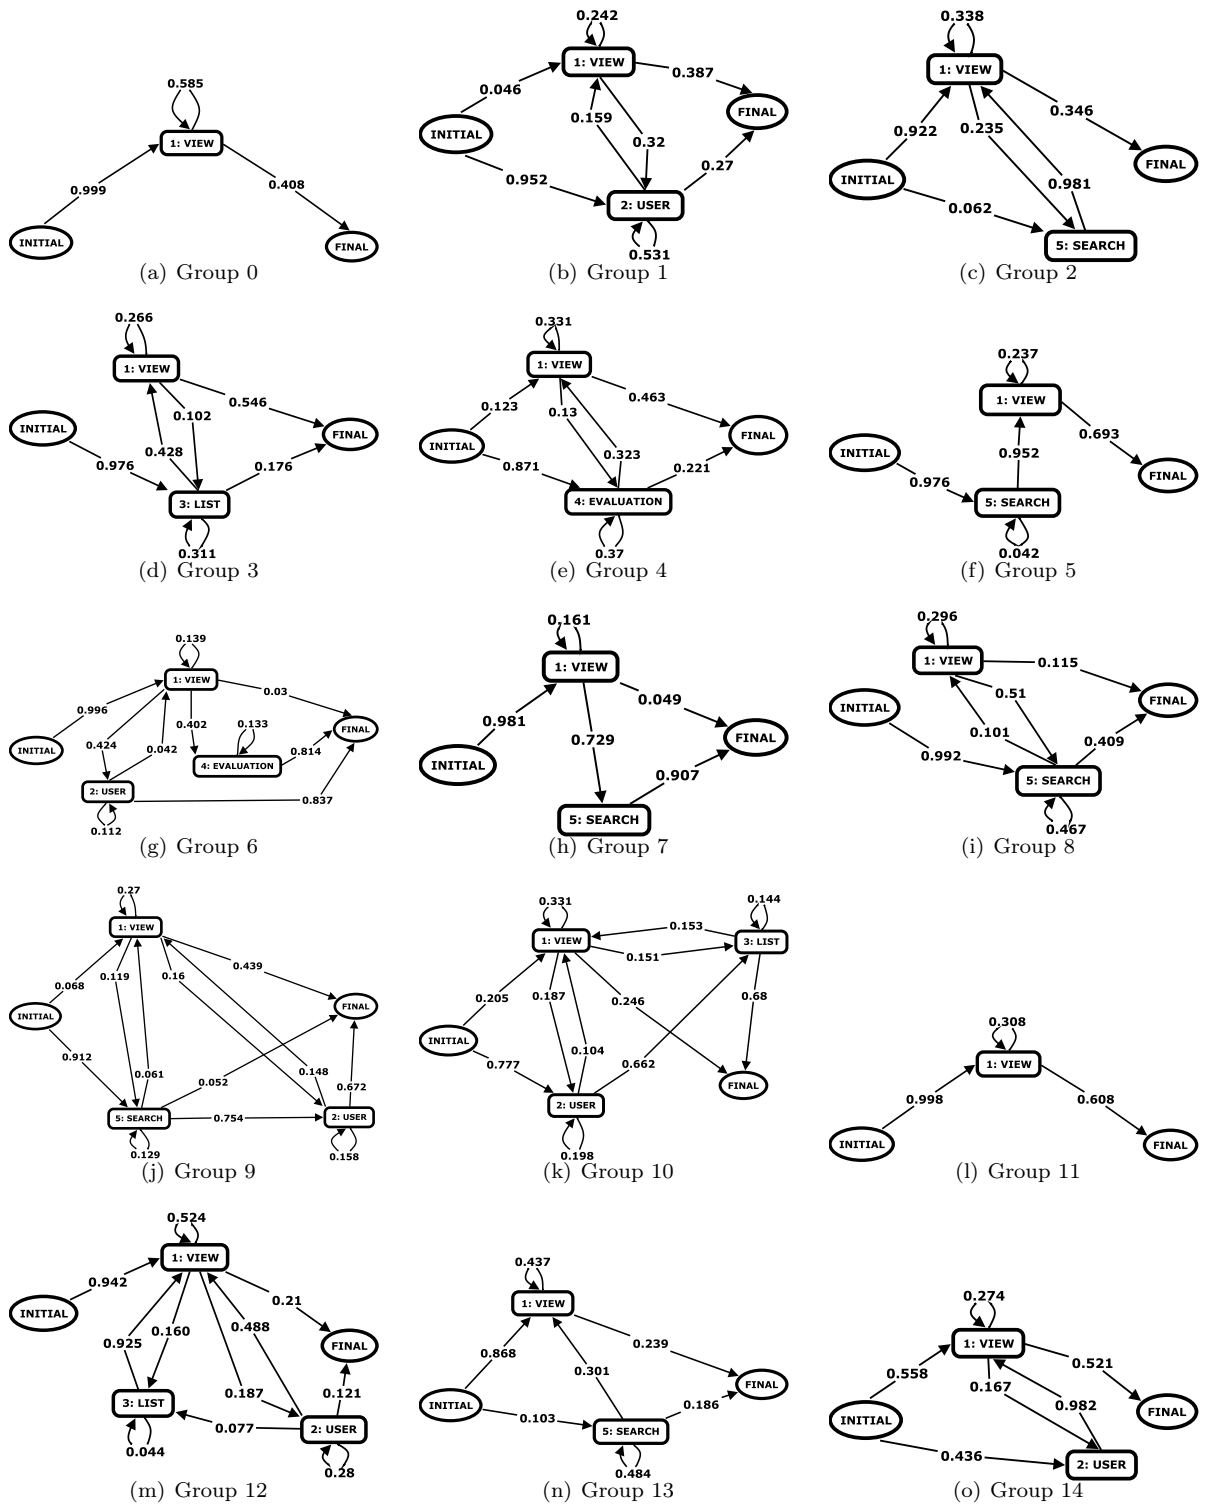 0.585
1: VIEW
0.999
0.408
INITIAL
FINAL
(a) Group 0
0.242
1: VIEW
0.387
0.046
FINAL
0.159
INITIAL
0.32
0.27
0.952
2: USER
0.531
(b) Group 1
0.338
1: VIEW
0.346
0.922
0.235
FINAL
INITIAL
0.981
0.062
5: SEARCH
(c) Group 2
0.266
1: VIEW
0.546
0.102
INITIAL
FINAL
0.428
0.976
0.176
3: LIST
0.311
(d) Group 3
0.331
1: VIEW
0.463
0.123
0.13
FINAL
INITIAL
0.323
0.871
0.221
4: EVALUATION
0.37
(e) Group 4
0.237
1: VIEW
0.693
INITIAL
0.952
FINAL
0.976
5: SEARCH
0.042
(f) Group 5
0.139
1: VIEW
0.03
0.996
0.402
0.133
FINAL
0.424
0.042
INITIAL
0.814
4: EVALUATION
2: USER
0.837
0.112
(g) Group 6
0.161
1: VIEW
0.049
0.981
0.729
FINAL
INITIAL
0.907
5: SEARCH
(h) Group 7
0.296
1: VIEW
0.115
0.51
FINAL
INITIAL
0.101
0.409
0.992
5: SEARCH
0.467
(i) Group 8
0.27
1: VIEW
0.439
0.119
0.16
0.068
FINAL
INITIAL
0.912
0.061
0.052
0.148
0.672
5: SEARCH
0.754
2: USER
0.129
0.158
(j) Group 9
0.331
0.144
0.153
1: VIEW
3: LIST
0.151
0.205
0.187
0.246
0.68
INITIAL
0.104
0.777
0.662
FINAL
2: USER
0.198
(k) Group 10
0.308
1: VIEW
0.998
0.608
INITIAL
FINAL
(l) Group 11
0.524
1: VIEW
0.942
0.21
INITIAL
0.160
0.488
0.925
FINAL
0.187
0.121
3: LIST
0.077
2: USER
0.044
0.28
(m) Group 12
0.437
1: VIEW
0.239
0.868
0.301
FINAL
INITIAL
0.186
0.103
5: SEARCH
0.484
(n) Group 13
0.274
1: VIEW
0.521
0.558
0.167
0.982
FINAL
INITIAL
0.436
2: USER
(o) Group 14